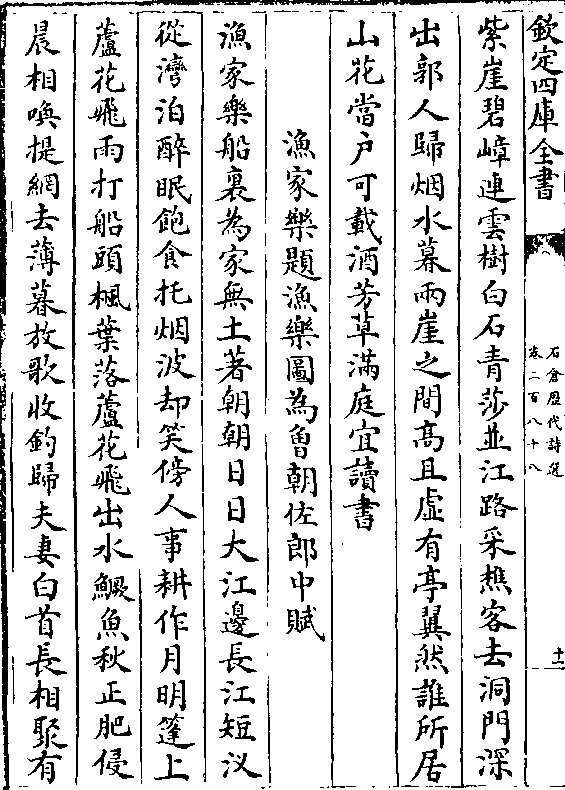 欽定四庫全書
石倉歷代詩選
卷二百八十八
十二
紫崖碧嶂連雲樹白石青莎並江路采樵客去洞門深
出郭人歸烟水暮兩崖之間髙且虚有亭翼然誰所居
山花當户可載酒芳草滿庭宜讀書
漁家樂題漁樂圖為魯朝佐郎中賦
漁家樂船裏為家無土著朝朝日日大江邊長江短汊
從灣泊醉眠飽食托烟波却笑傍人事耕作月明篷上
蘆花飛雨打船頭楓葉落蘆花飛出水鱖魚秋正肥侵
晨相喚提網去薄暮放歌收釣歸夫妻白首長相聚有